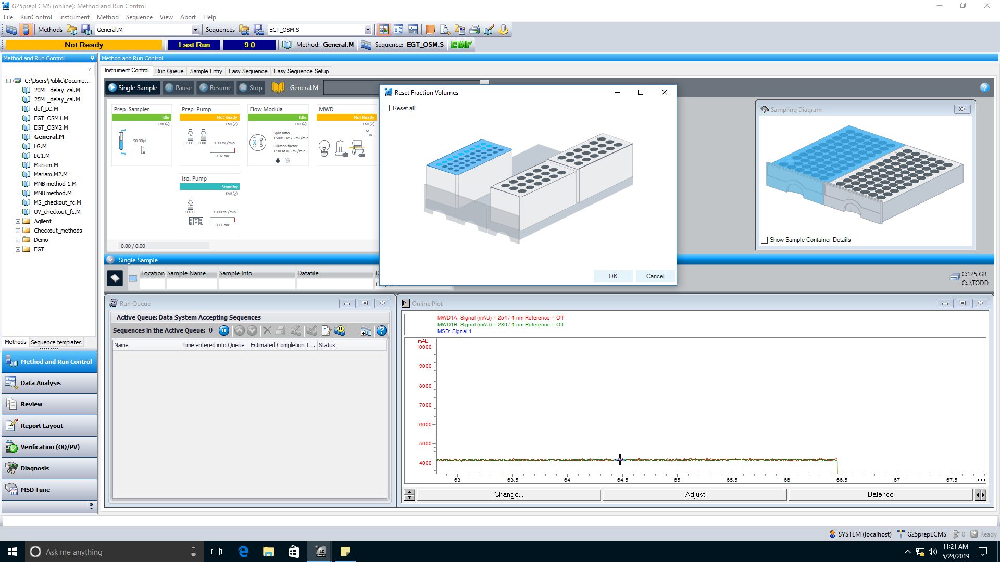 G25prepLCMS (online): Method and Run Control
File RunControl Instrument Method Sequence View Abort Help
Methods General.M Sequences EGT_OSM.S
Not Ready Last Run 9.0 Method: General.M Sequence: EGT_OSM.S EMF
Method and Run Control
C:\Users\Public\Docume...
20ML_delay_cal.M
25ML_delay_cal.M
def_LC.M
EGT_OSM1.M
EGT_OSM2.M
General.M
LG.M
LG1.M
Mariam.M
Mariam.M2.M
MNB method 1.M
MNB method.M
MS_checkout_fc.M
UV_checkout_fc.M
Agilent
Checkout_methods
Demo
EGT
Methods Sequence templates
Method and Run Control
Data Analysis
Review
Report Layout
Verification (OQ/PV)
Diagnosis
MSD Tune
Method and Run Control
Instrument Control Run Queue Sample Entry Easy Sequence Easy Sequence Setup
Single Sample Pause Resume Stop General.M
Prep. Sampler
Idle
EMF
50.00µL
Prep. Pump
Not Ready
EMF
A B
0.00 0.00 0.00 mL/min
0.02 bar
Flow Modula...
Idle
EMF
Split ratio
1500:1 at 25 mL/min
Dilution factor
1:30 at 0.5 mL/min
MWD
Not Ready
EMF
Iso. Pump
Standby
EMF
A1
100.0 0.000 mL/min
0.11 bar
0.00 / 0.00
Reset Fraction Volumes
Reset all
OK Cancel
Sampling Diagram
Show Sample Container Details
Single Sample
Location Sample Name Sample Info Datafile
C:125 GB
C:..\TODD
Run Queue
Active Queue: Data System Accepting Sequences
Sequences in the Active Queue: 0
Name Time entered into Queue Estimated Completion T... Status
Online Plot
MWD1A, Signal (mAU) = 254 / 4 nm Reference = Off
MWD1B, Signal (mAU) = 280 / 4 nm Reference = Off
MSD: Signal 1
mAU
10000
9000
8000
7000
6000
5000
4000
63 63.5 64 64.5 65 65.5 66 66.5 67 67.5 min
Change... Adjust Balance
SYSTEM (localhost) G25prepLCMS 0 Ready
Ask me anything
11:21 AM
5/24/2019